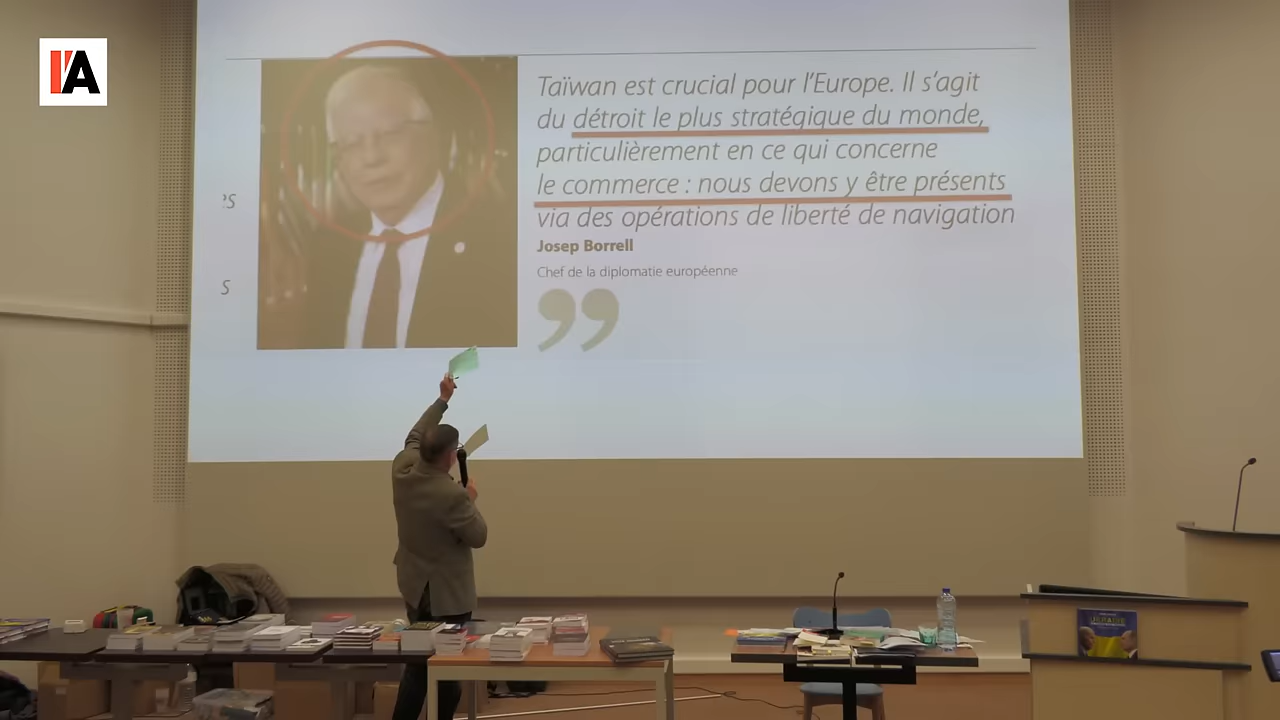 I'A
Taïwan est crucial pour l'Europe. Il s'agit
du détroit le plus stratégique du monde,
particulièrement en ce qui concerne
le commerce : nous devons y être présents
via des opérations de liberté de navigation
Josep Borrell
Chef de la diplomatie européenne
”
s
s